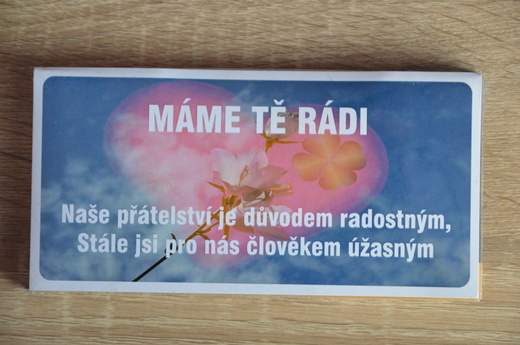 MÁME TĚ RÁDI
Naše přátelství je důvodem radostným,
Stále jsi pro nás člověkem úžasným